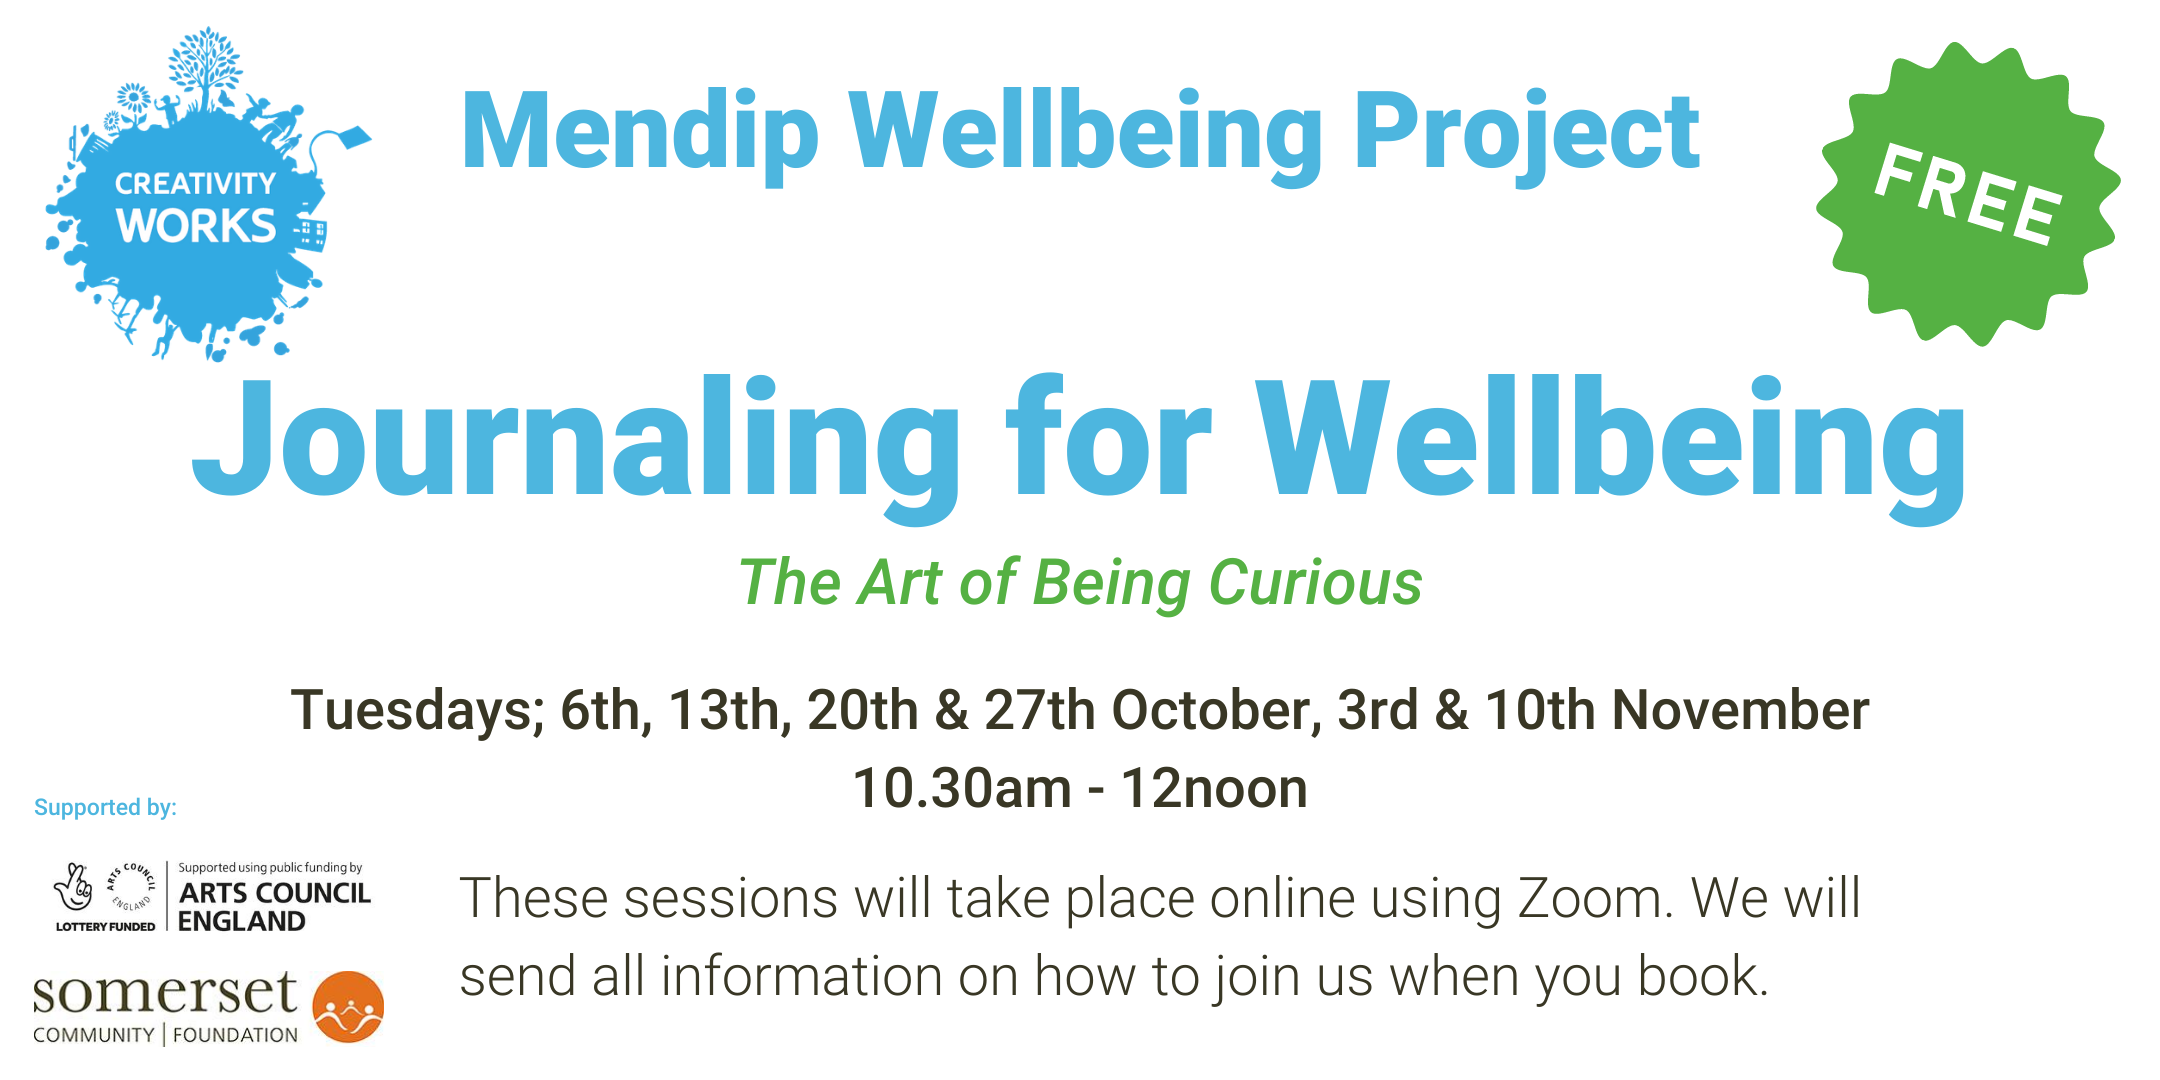 CREATIVITY
WORKS
Mendip Wellbeing Project
FREE
Journaling for Wellbeing
The Art of Being Curious
Tuesdays; 6th, 13th, 20th & 27th October, 3rd & 10th November
10.30am - 12noon
Supported by:
ARTS COUNCIL
ENGLAND
LOTTERY FUNDED
Supported using public funding by
ARTS COUNCIL
ENGLAND
somerset
COMMUNITY | FOUNDATION
These sessions will take place online using Zoom. We will
send all information on how to join us when you book.